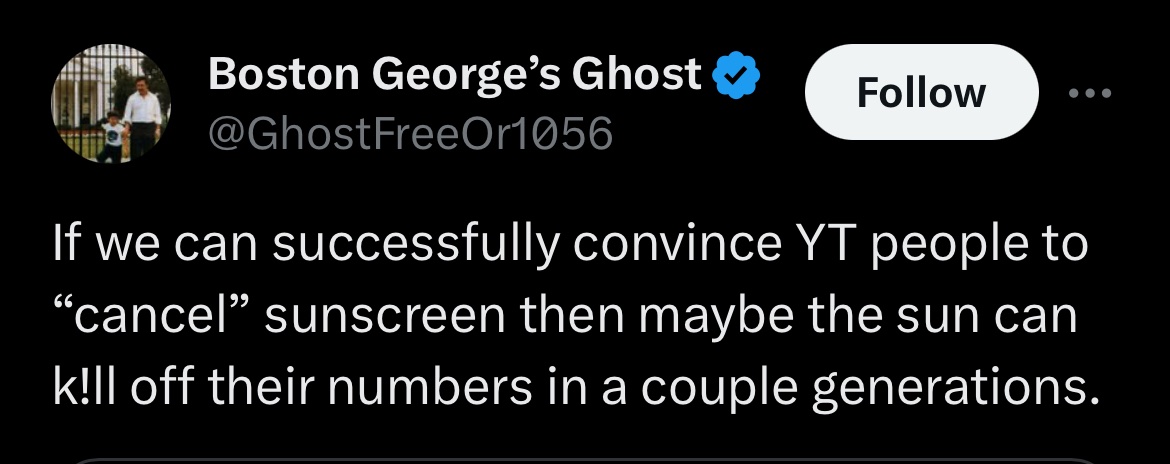 Boston George’s Ghost
Follow
@GhostFreeOr1056
If we can successfully convince YT people to
“cancel” sunscreen then maybe the sun can
k!ll off their numbers in a couple generations.